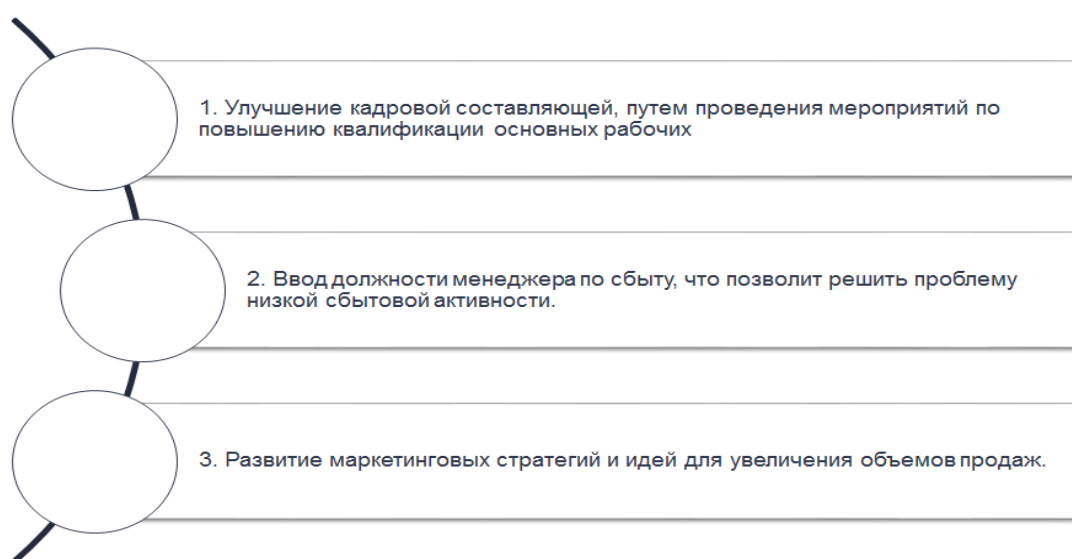 1. Улучшение кадровой составляющей, путем проведения мероприятий по
повышению квалификации основных рабочих
2. Ввод должности менеджера по сбыту, что позволит решить проблему
низкой сбытовой активности.
3. Развитие маркетинговых стратегий и идей для увеличения объемов продаж.